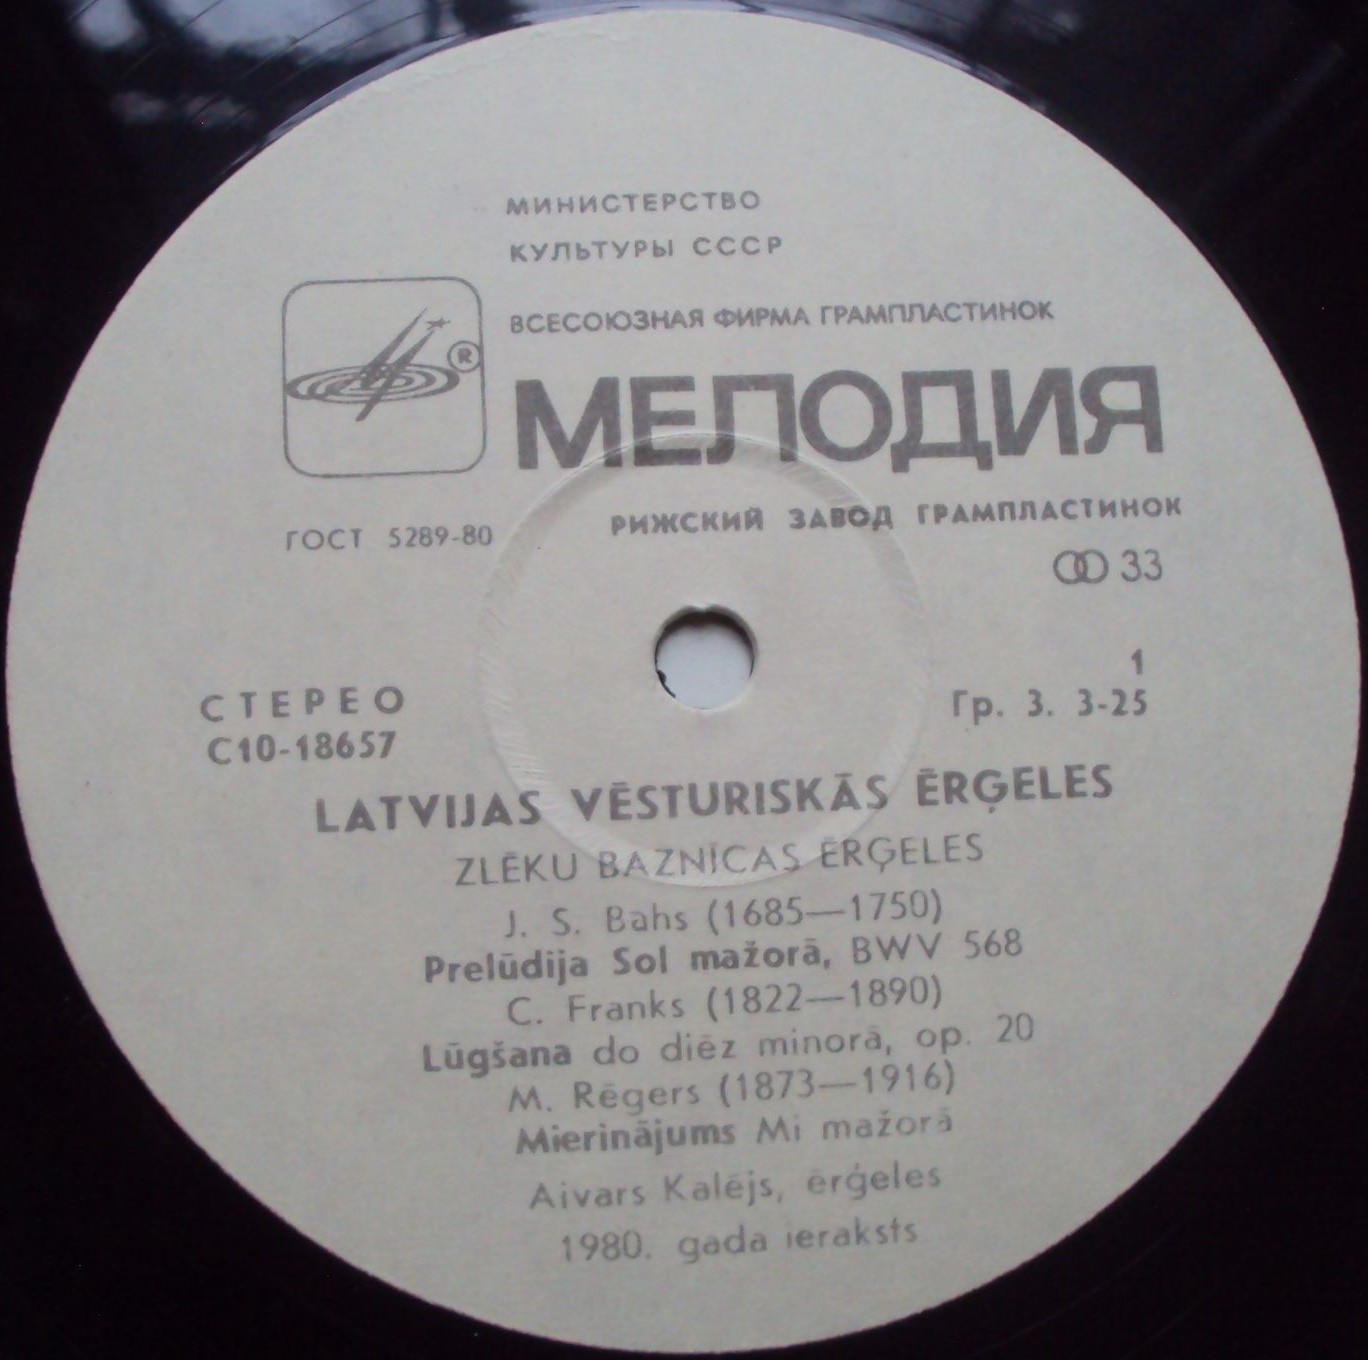 МИНИСТЕРСТВО
КУЛЬТУРЫ СССР
ВСЕСОЮЗНАЯ ФИРМА ГРАМПЛАСТИНОК
®
МЕЛОДИЯ
РИЖСКИЙ ЗАВОД ГРАМПЛАСТИНОК
ГОСТ 5289-80
33
1
СТЕРЕО
Гр. 3. 3-25
С10-18657
LATVIJAS VĒSTURISKĀS ĒRĢELES
ZLĒKU BAZNĪCAS ĒRĢELES
J. S. Bahs (1685—1750)
Prelūdija Sol mažorā, BWV 568
C. Franks (1822—1890)
Lūgšana do diēz minorā, op. 20
M. Rēgers (1873—1916)
Mierinājums Mi mažorā
Aivars Kalējs, ērģeles
1980. gada ieraksts